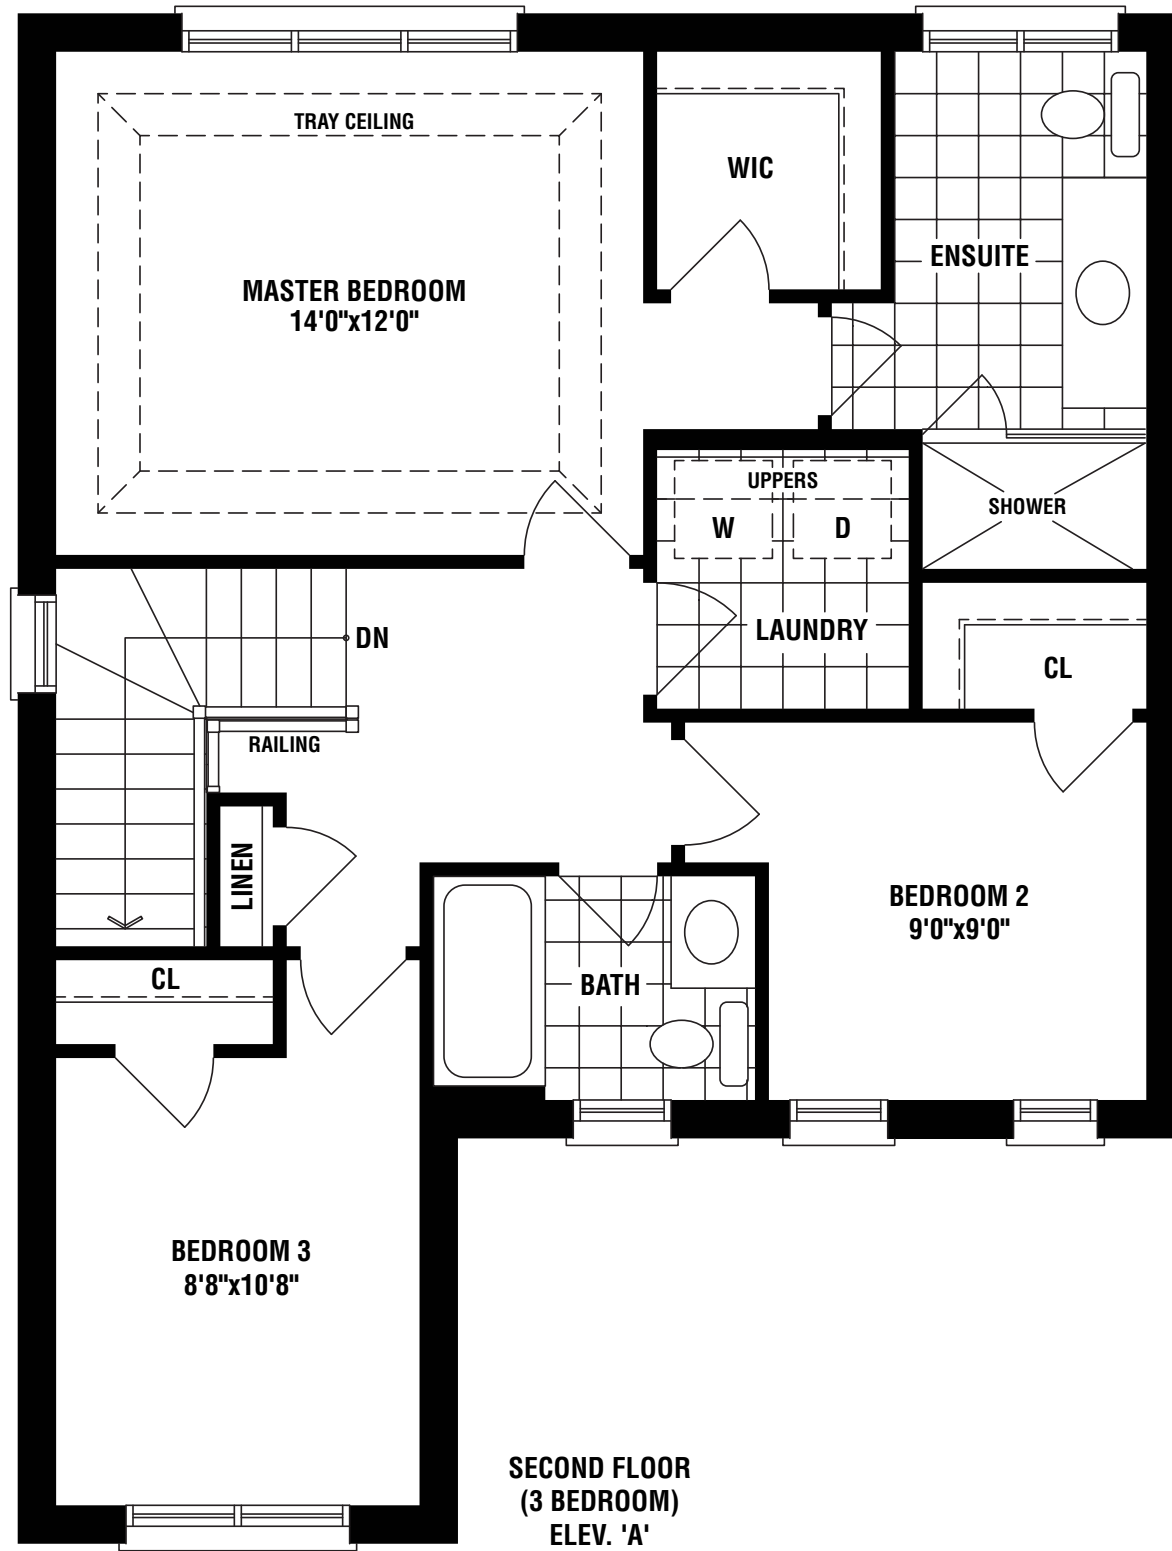 TRAY CEILING
WIC
ENSUITE
MASTER BEDROOM
14'0"x12'0"
UPPERS
W
D
SHOWER
LAUNDRY
DN
CL
RAILING
LINEN
BEDROOM 2
9'0"x9'0"
CL
BATH
BEDROOM 3
8'8"x10'8"
SECOND FLOOR
(3 BEDROOM)
ELEV. 'A'